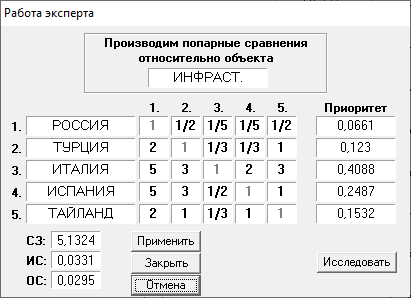 Работа эксперта
Производим попарные сравнения
относительно объекта
ИНФРАСТ.
1. 2. 3. 4. 5. Приоритет
1. РОССИЯ 1 1/2 1/5 1/5 1/2 0,0661
2. ТУРЦИЯ 2 1 1/3 1/3 1 0,123
3. ИТАЛИЯ 5 3 1 2 3 0,4088
4. ИСПАНИЯ 5 3 1/2 1 1 0,2487
5. ТАЙЛАНД 2 1 1/3 1 1 0,1532
СЗ: 5,1324 Применить
ИС: 0,0331 Закрыть Исследовать
ОС: 0,0295 Отмена